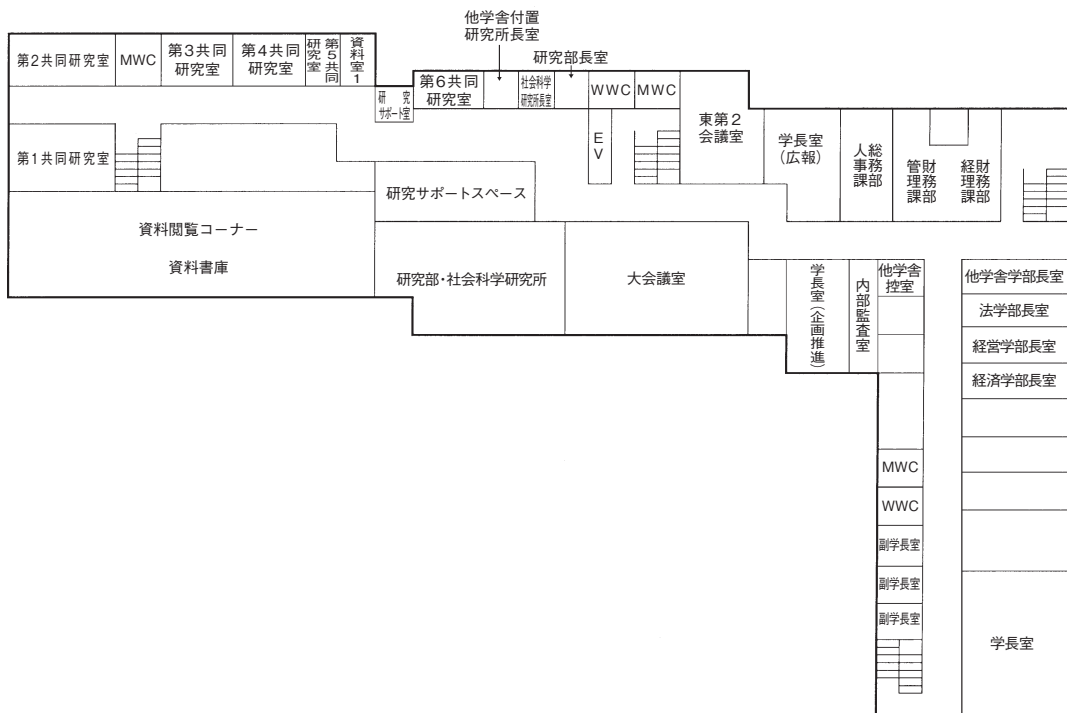 他学舎付置
研究所長室
研究部長室
第2共同研究室
MWC
第3共同
研究室
第4共同
研究室
第5共同
研究室
資料室1
研究
サポート室
第6共同
研究室
社会科学
研究所長室
WWC
MWC
東第2
会議室
EV
学長室
(広報)
総務部
人事課
財務部
管理課
財務部
経理課
第1共同研究室
研究サポートスペース
資料閲覧コーナー
資料書庫
研究部・社会科学研究所
大会議室
学長室(企画推進)
内部監査室
他学舎
控室
他学舎学部長室
法学部長室
経営学部長室
経済学部長室
MWC
WWC
副学長室
副学長室
副学長室
学長室